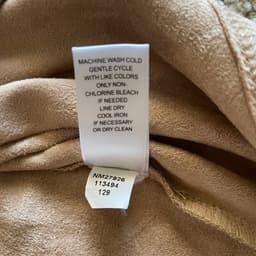 MACHINE WASH COLD
GENTLE CYCLE
WITH LIKE COLORS
ONLY NON-
CHLORINE BLEACH
IF NEEDED
LINE DRY
COOL IRON
IF NECESSARY
OR DRY CLEAN
NM27926
113494
129